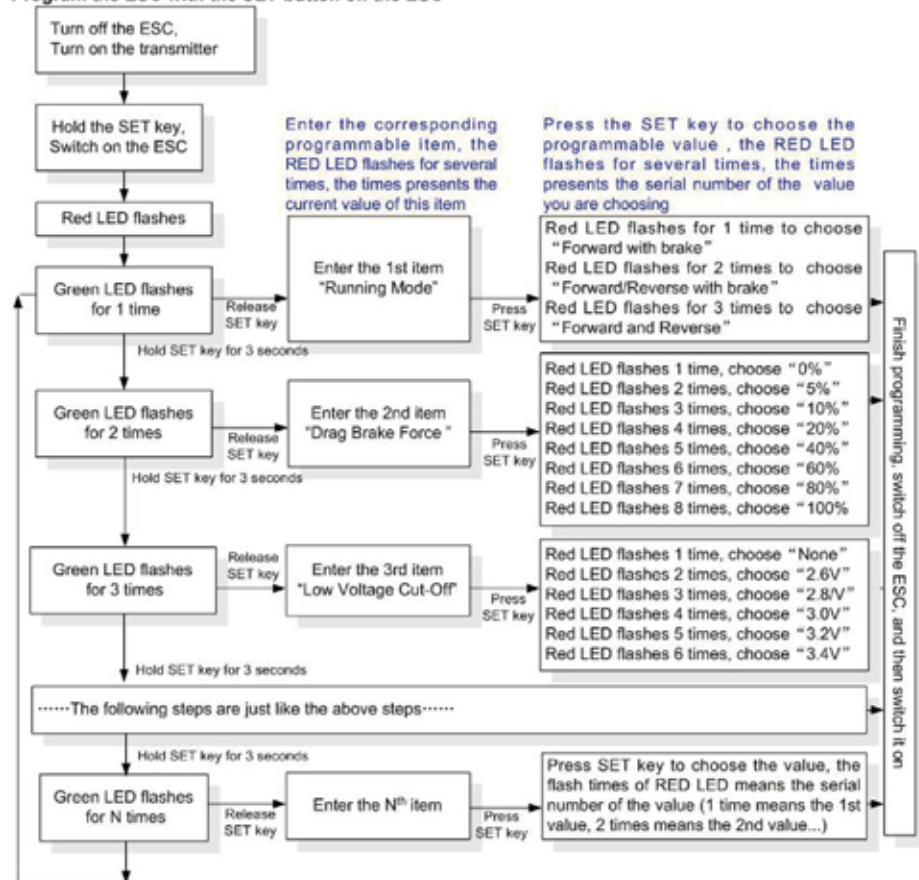 Program the ESC with the SET button on the ESC
Turn off the ESC,
Turn on the transmitter
Hold the SET key,
Switch on the ESC
Enter the corresponding
programmable item, the
RED LED flashes for several
times, the times presents the
current value of this item
Press the SET key to choose the
programmable value , the RED LED
flashes for several times, the times
presents the serial number of the value
you are choosing
Red LED flashes
Green LED flashes
for 1 time
Release
SET key
Enter the 1st item
"Running Mode"
Press
SET key
Red LED flashes for 1 time to choose
“Forward with brake”
Red LED flashes for 2 times to choose
“Forward/Reverse with brake”
Red LED flashes for 3 times to choose
“Forward and Reverse”
Hold SET key for 3 seconds
Green LED flashes
for 2 times
Release
SET key
Enter the 2nd item
"Drag Brake Force "
Press
SET key
Red LED flashes 1 time, choose “0%”
Red LED flashes 2 times, choose “5%”
Red LED flashes 3 times, choose “10%”
Red LED flashes 4 times, choose “20%”
Red LED flashes 5 times, choose “40%”
Red LED flashes 6 times, choose “60%
Red LED flashes 7 times, choose “80%”
Red LED flashes 8 times, choose “100%
Hold SET key for 3 seconds
Green LED flashes
for 3 times
Release
SET key
Enter the 3rd item
"Low Voltage Cut-Off"
Press
SET key
Red LED flashes 1 time, choose “None”
Red LED flashes 2 times, choose “2.6V”
Red LED flashes 3 times, choose “2.8/V”
Red LED flashes 4 times, choose “3.0V”
Red LED flashes 5 times, choose “3.2V”
Red LED flashes 6 times, choose “3.4V”
Hold SET key for 3 seconds
······The following steps are just like the above steps······
Hold SET key for 3 seconds
Green LED flashes
for N times
Release
SET key
Enter the Nth item
Press
SET key
Press SET key to choose the value, the
flash times of RED LED means the serial
number of the value (1 time means the 1st
value, 2 times means the 2nd value...)
Finish programming, switch off the ESC, and then switch it on